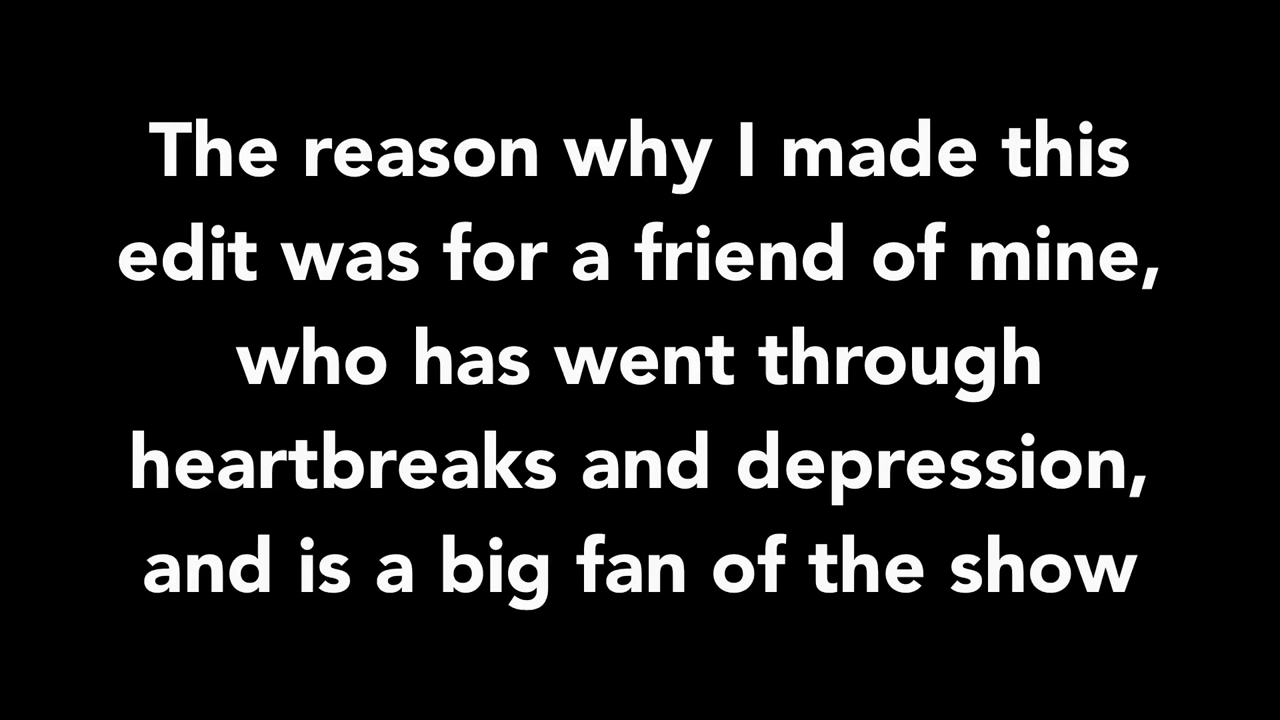 The reason why I made this
edit was for a friend of mine,
who has went through
heartbreaks and depression,
and is a big fan of the show